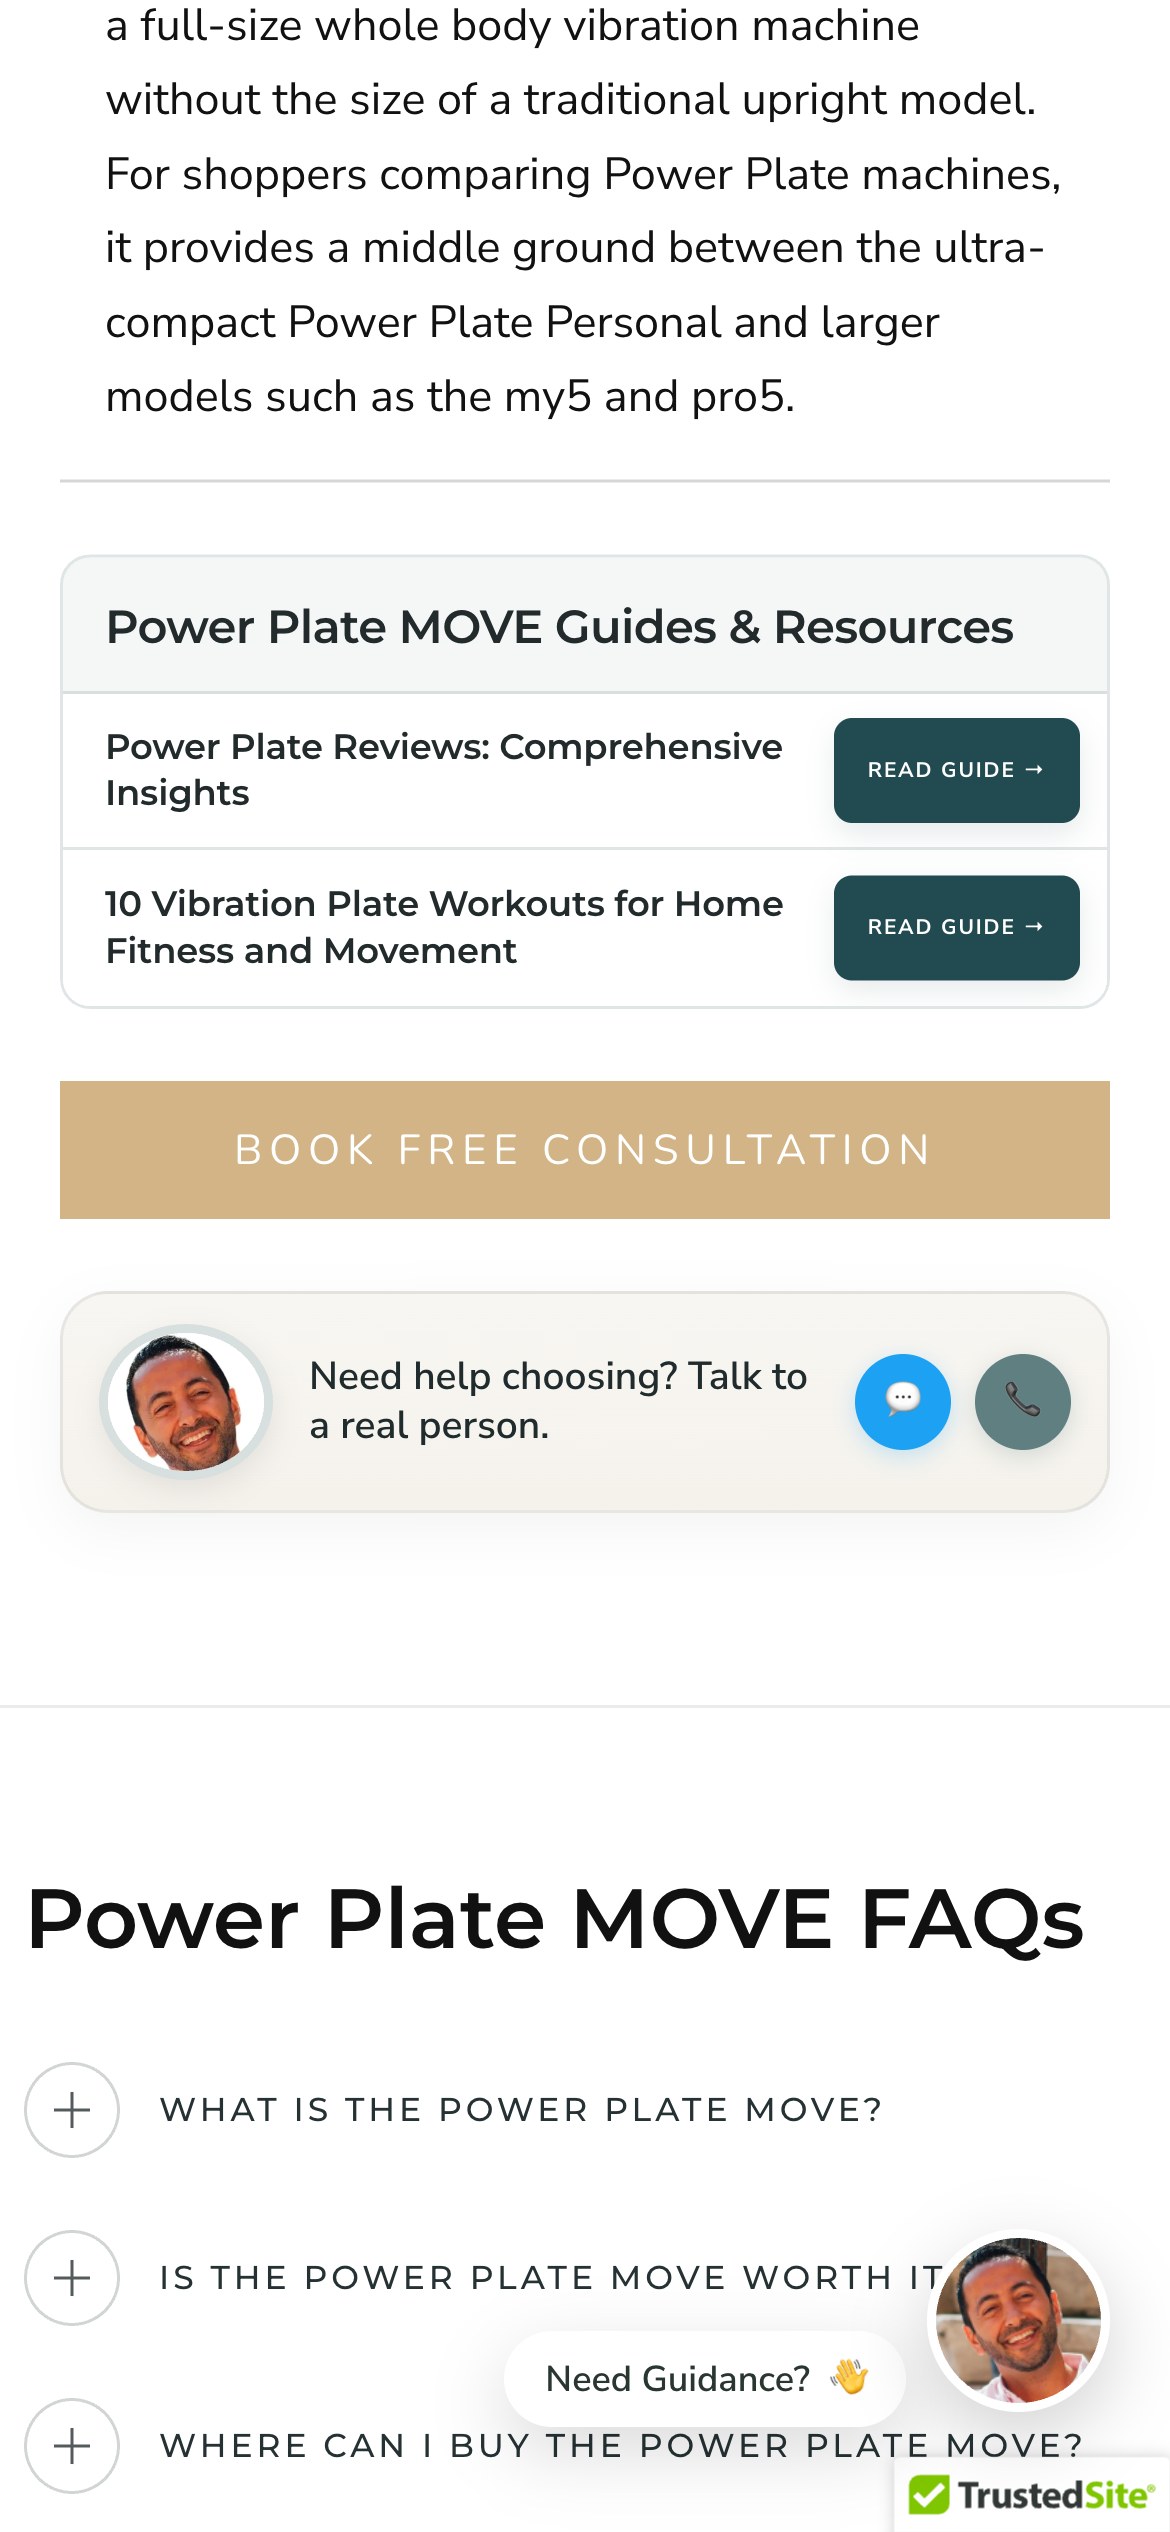 a full-size whole body vibration machine
without the size of a traditional upright model.
For shoppers comparing Power Plate machines,
it provides a middle ground between the ultra-
compact Power Plate Personal and larger
models such as the my5 and pro5.
Power Plate MOVE Guides & Resources
Power Plate Reviews: Comprehensive
Insights
READ GUIDE →
10 Vibration Plate Workouts for Home
Fitness and Movement
READ GUIDE →
BOOK FREE CONSULTATION
Need help choosing? Talk to
a real person.
Power Plate MOVE FAQs
WHAT IS THE POWER PLATE MOVE?
IS THE POWER PLATE MOVE WORTH IT
Need Guidance? 👋
WHERE CAN I BUY THE POWER PLATE MOVE?
TrustedSite®